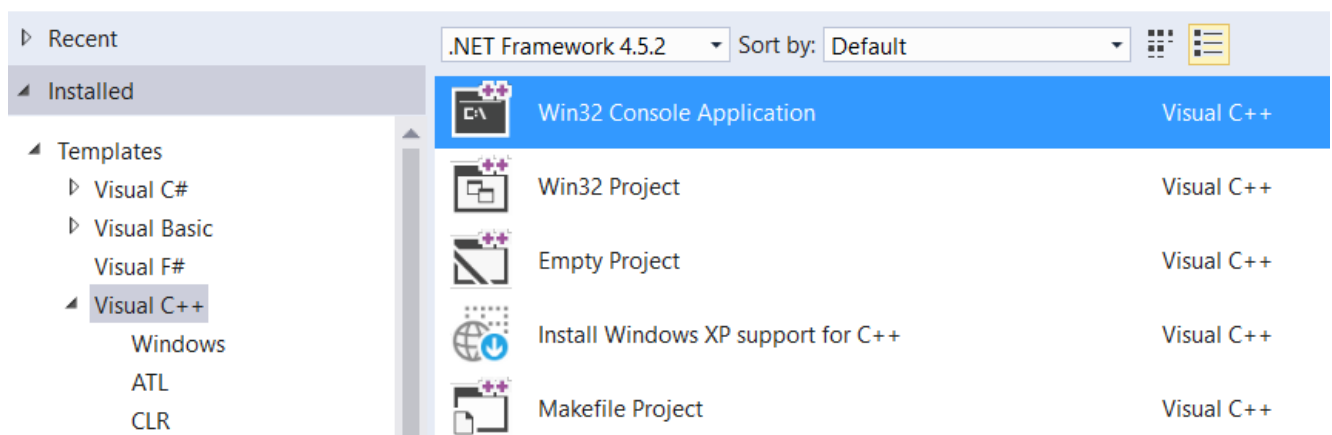 Recent
.NET Framework 4.5.2 Sort by: Default
Installed
Templates
Visual C#
Visual Basic
Visual F#
Visual C++
Windows
ATL
CLR
C:\ Win32 Console Application Visual C++
Win32 Project Visual C++
Empty Project Visual C++
Install Windows XP support for C++ Visual C++
Makefile Project Visual C++